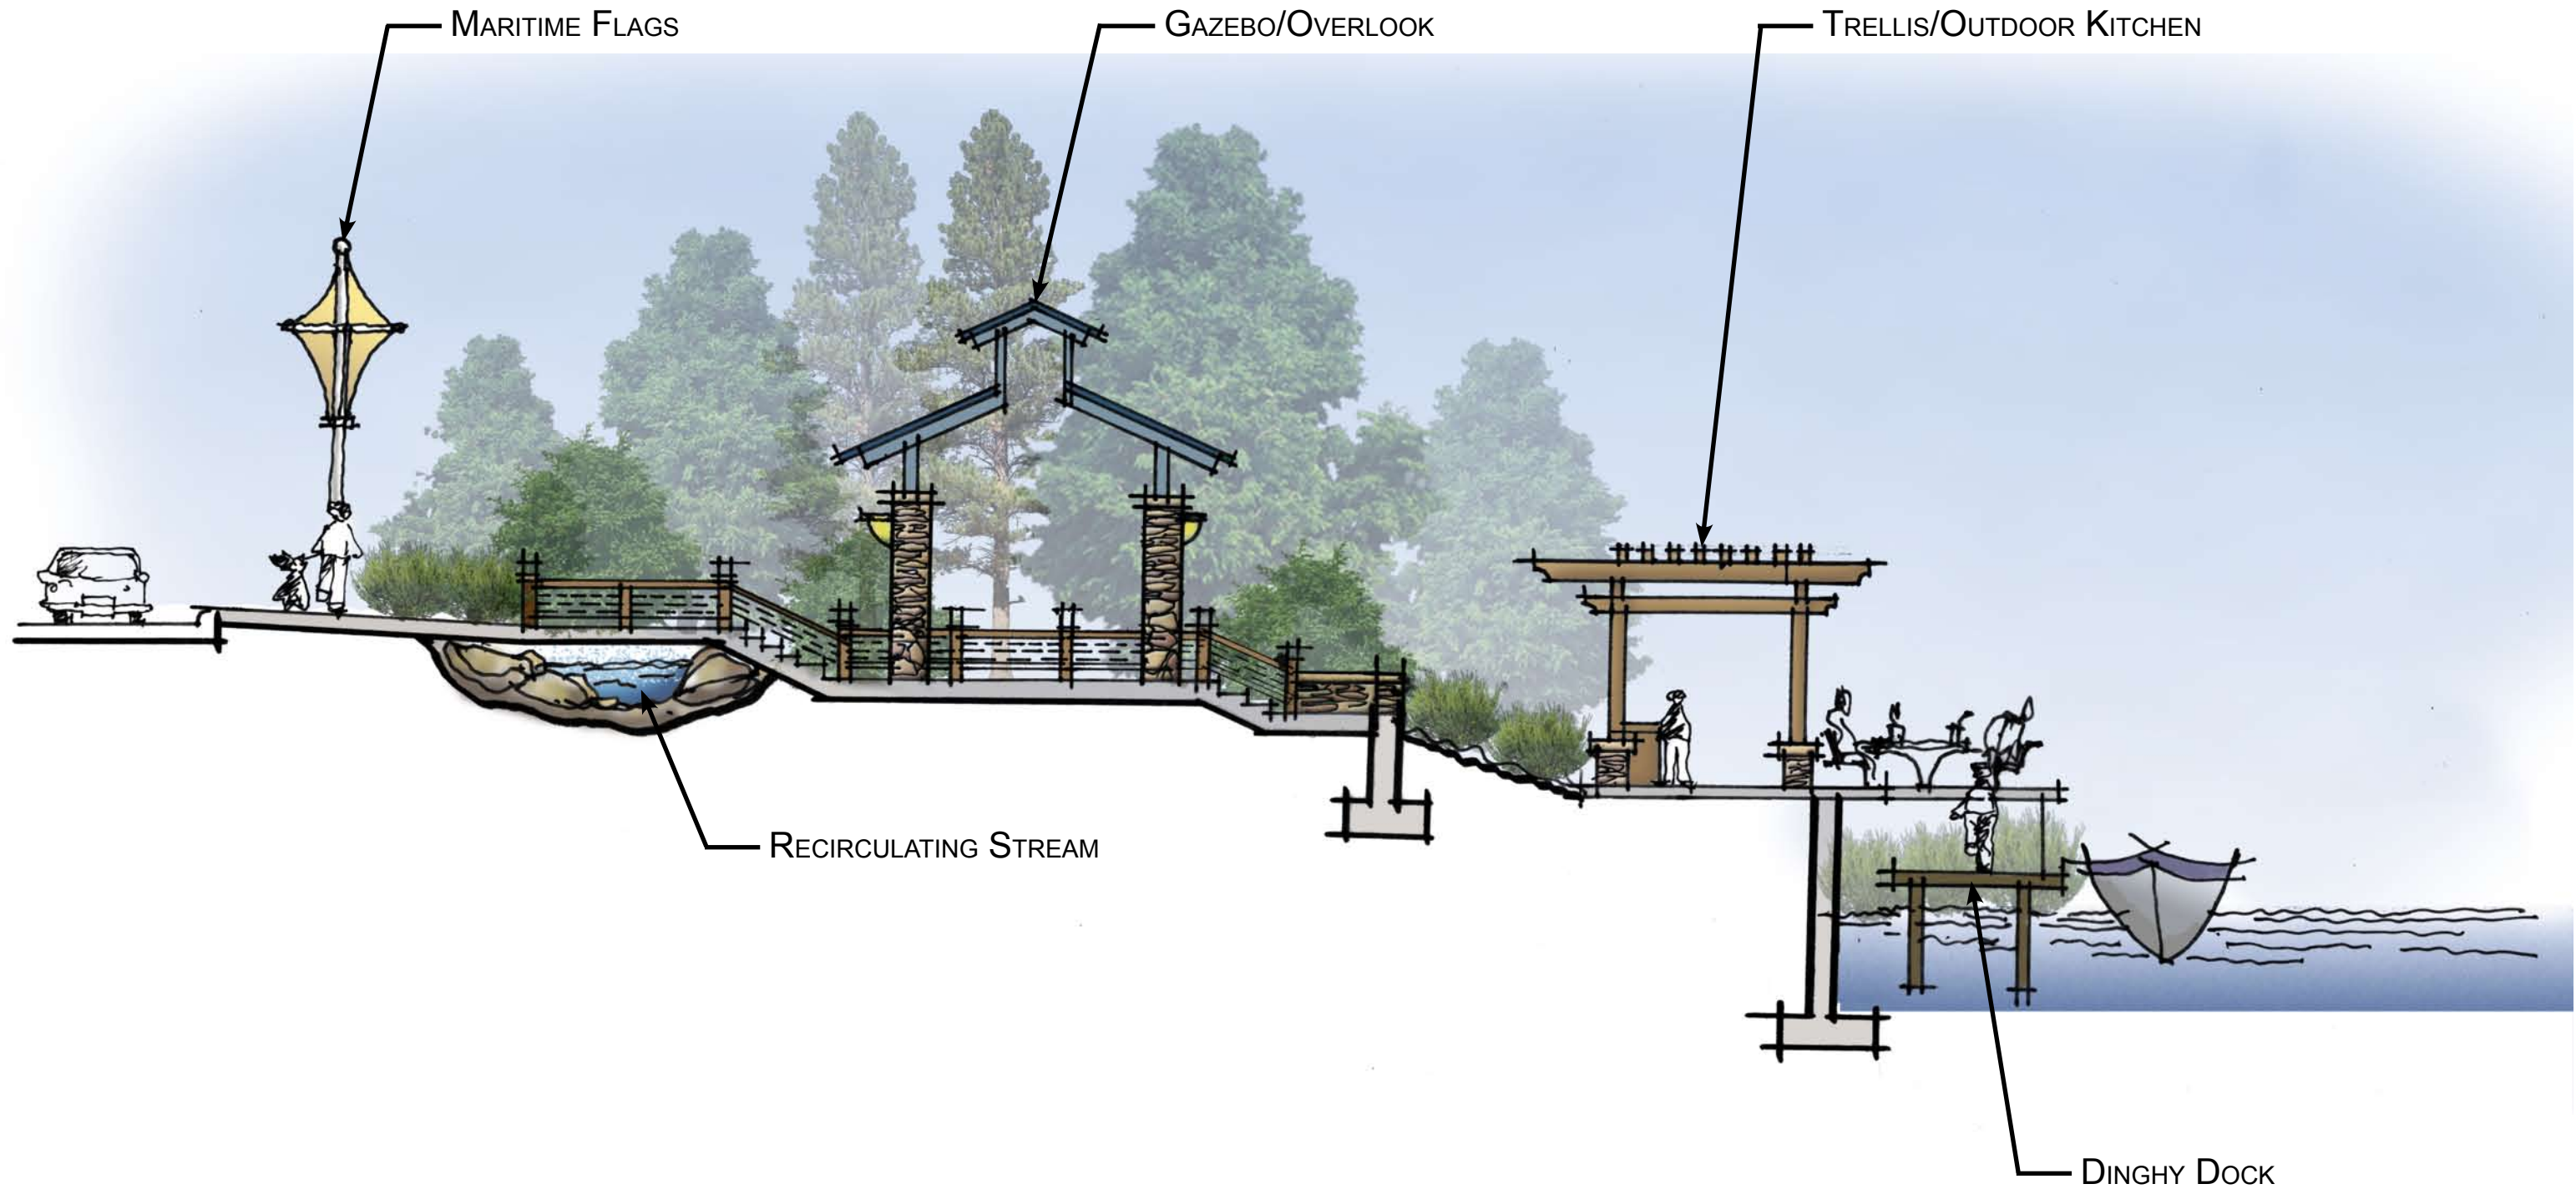 Maritime Flags
Gazebo/Overlook
Trellis/Outdoor Kitchen
Recirculating Stream
Dinghy Dock